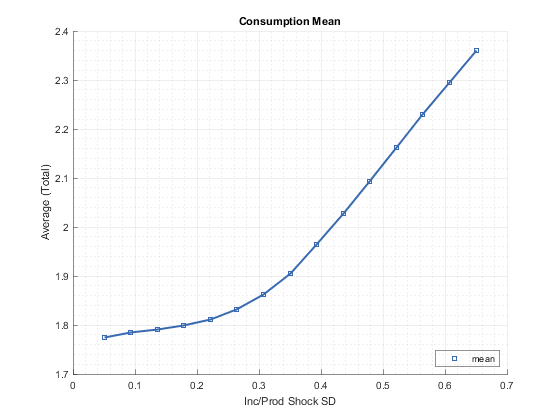 Consumption Mean
2.4
2.3
2.2
2.1
2
1.9
1.8
1.7
Average (Total)
0 0.1 0.2 0.3 0.4 0.5 0.6 0.7
Inc/Prod Shock SD
mean